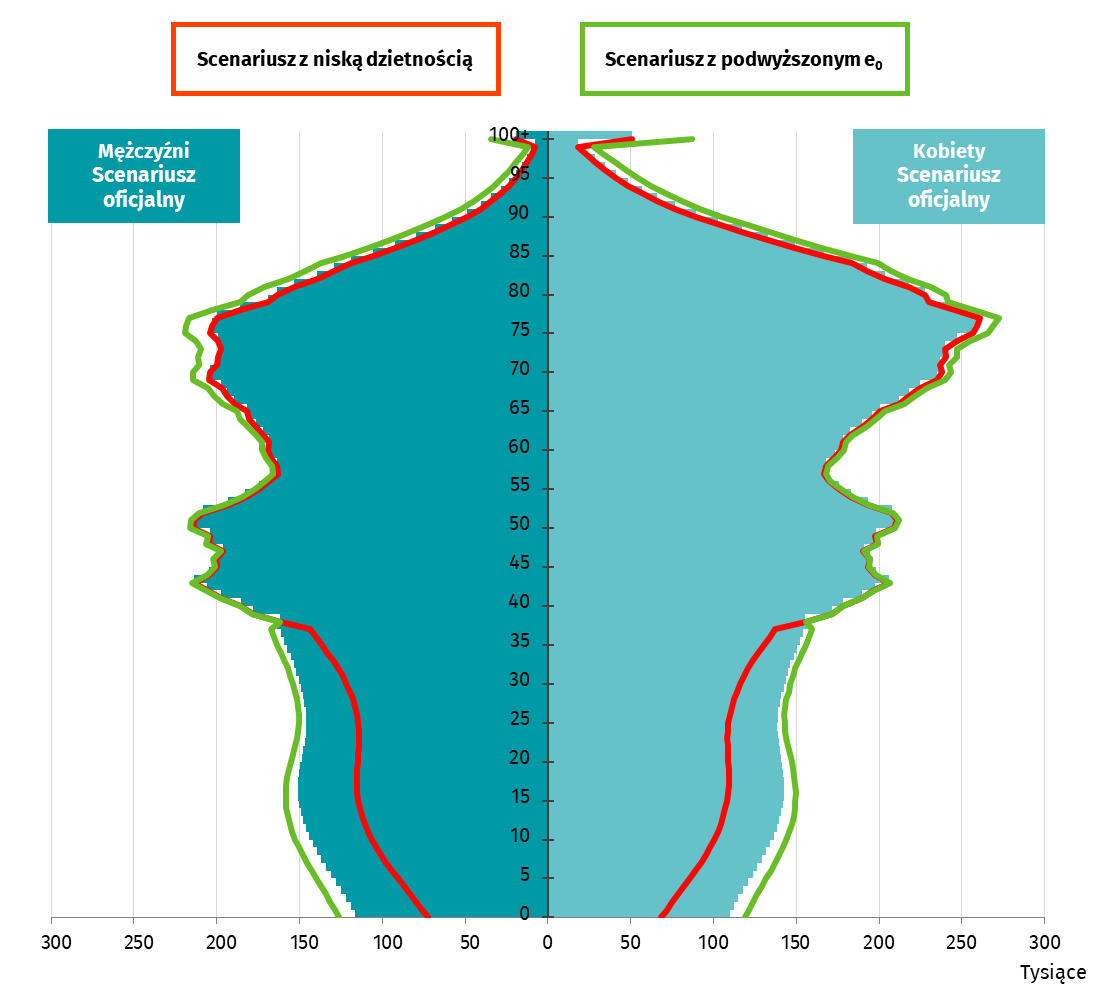 Scenariusz z niską dzietnością
Scenariusz z podwyższonym e₀
Mężczyźni
Scenariusz
oficjalny
Kobiety
Scenariusz
oficjalny
100+
95
90
85
80
75
70
65
60
55
50
45
40
35
30
25
20
15
10
5
0
300 250 200 150 100 50 0 50 100 150 200 250 300
Tysiące